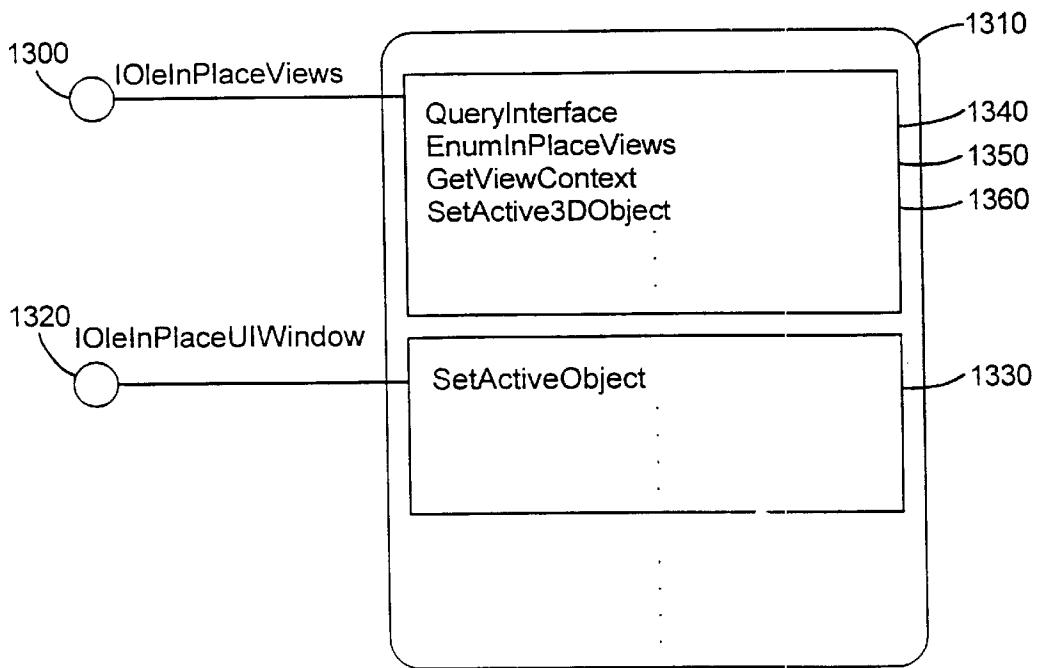 1310
1300
IOleInPlaceViews
QueryInterface
1340
EnumInPlaceViews
1350
GetViewContext
1360
SetActive3DObject
1320
IOleInPlaceUIWindow
SetActiveObject
1330